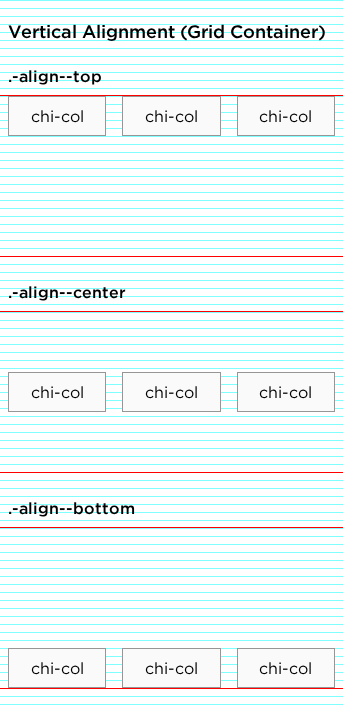 Vertical Alignment (Grid Container)
.-align--top
chi-col chi-col chi-col
.-align--center
chi-col chi-col chi-col
.-align--bottom
chi-col chi-col chi-col